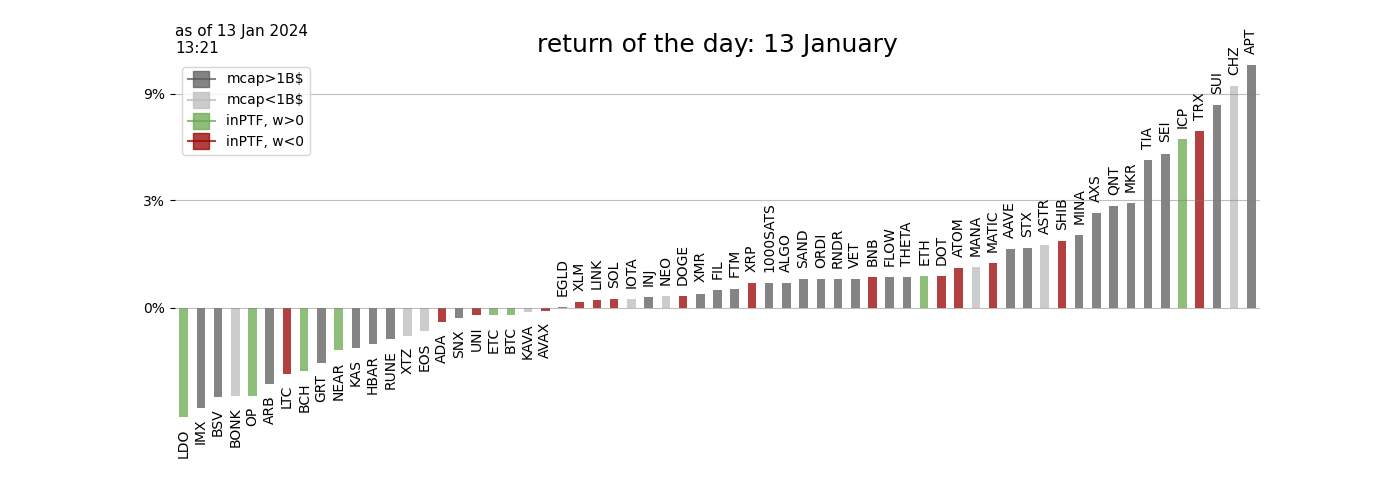 as of 13 Jan 2024
13:21
return of the day: 13 January
mcap>1B$
mcap<1B$
inPTF, w>0
inPTF, w<0
9%
3%
0%
LDO
IMX
BSV
BONK
OP
ARB
LTC
BCH
GRT
NEAR
KAS
HBAR
RUNE
XTZ
EOS
ADA
SNX
UNI
ETC
BTC
KAVA
AVAX
EGLD
XLM
LINK
SOL
IOTA
INJ
NEO
DOGE
XMR
FIL
FTM
XRP
1000SATS
ALGO
SAND
ORDI
RNDR
VET
BNB
FLOW
THETA
ETH
DOT
ATOM
MANA
MATIC
AAVE
STX
ASTR
SHIB
MINA
AXS
QNT
MKR
TIA
SEI
ICP
TRX
SUI
CHZ
APT